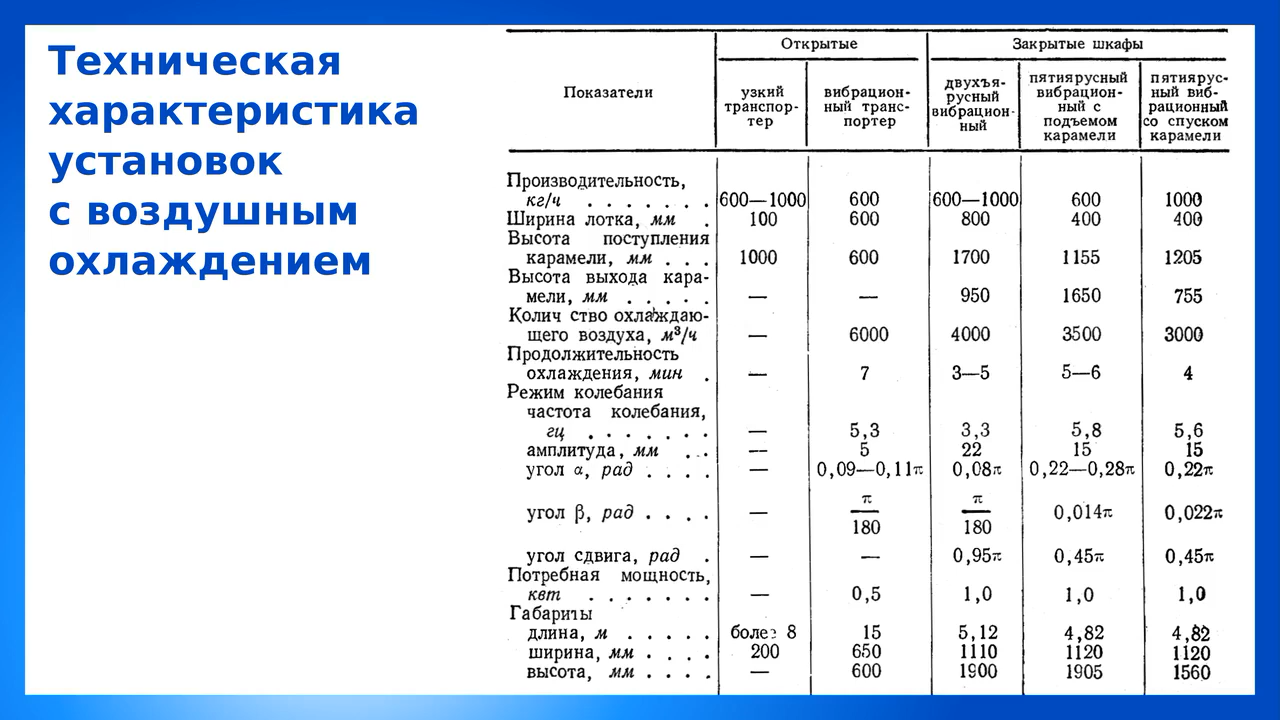 Техническая
характеристика
установок
с воздушным
охлаждением
Показатели
Открытые
Закрытые шкафы
узкий
транспор-
тер
вибрацион-
ный транс-
портер
двухъя-
русный
вибрацион-
ный
пятиярусный
вибрацион-
ный с
подъемом
карамели
пятиярус-
ный виб-
рационный
со спуском
карамели
Производительность,
кг/ч . . . . . . . 600—1000 600 600—1000 600 1000
Ширина лотка, мм . 100 600 800 400 400
Высота поступления
карамели, мм . . . 1000 600 1700 1155 1205
Высота выхода кара-
мели, мм . . . . . — — 950 1650 755
Колич ство охлаждаю-
щего воздуха, м³/ч — 6000 4000 3500 3000
Продолжительность
охлаждения, мин . — 7 3—5 5—6 4
Режим колебания
частота колебания,
гц . . . . . . . — 5,3 3,3 5,8 5,6
амплитуда, мм . . . — 5 22 15 15
угол α, рад . . . . — 0,09—0,11π 0,08π 0,22—0,28π 0,22π
угол β, рад . . . . — π/180 π/180 0,014π 0,022π
угол сдвига, рад . — — 0,95π 0,45π 0,45π
Потребная мощность,
квт . . . . . . . — 0,5 1,0 1,0 1,0
Габариты
длина, м . . . . . более 8 15 5,12 4,82 4,82
ширина, мм . . . . 200 650 1110 1120 1120
высота, мм . . . . — 600 1900 1905 1560